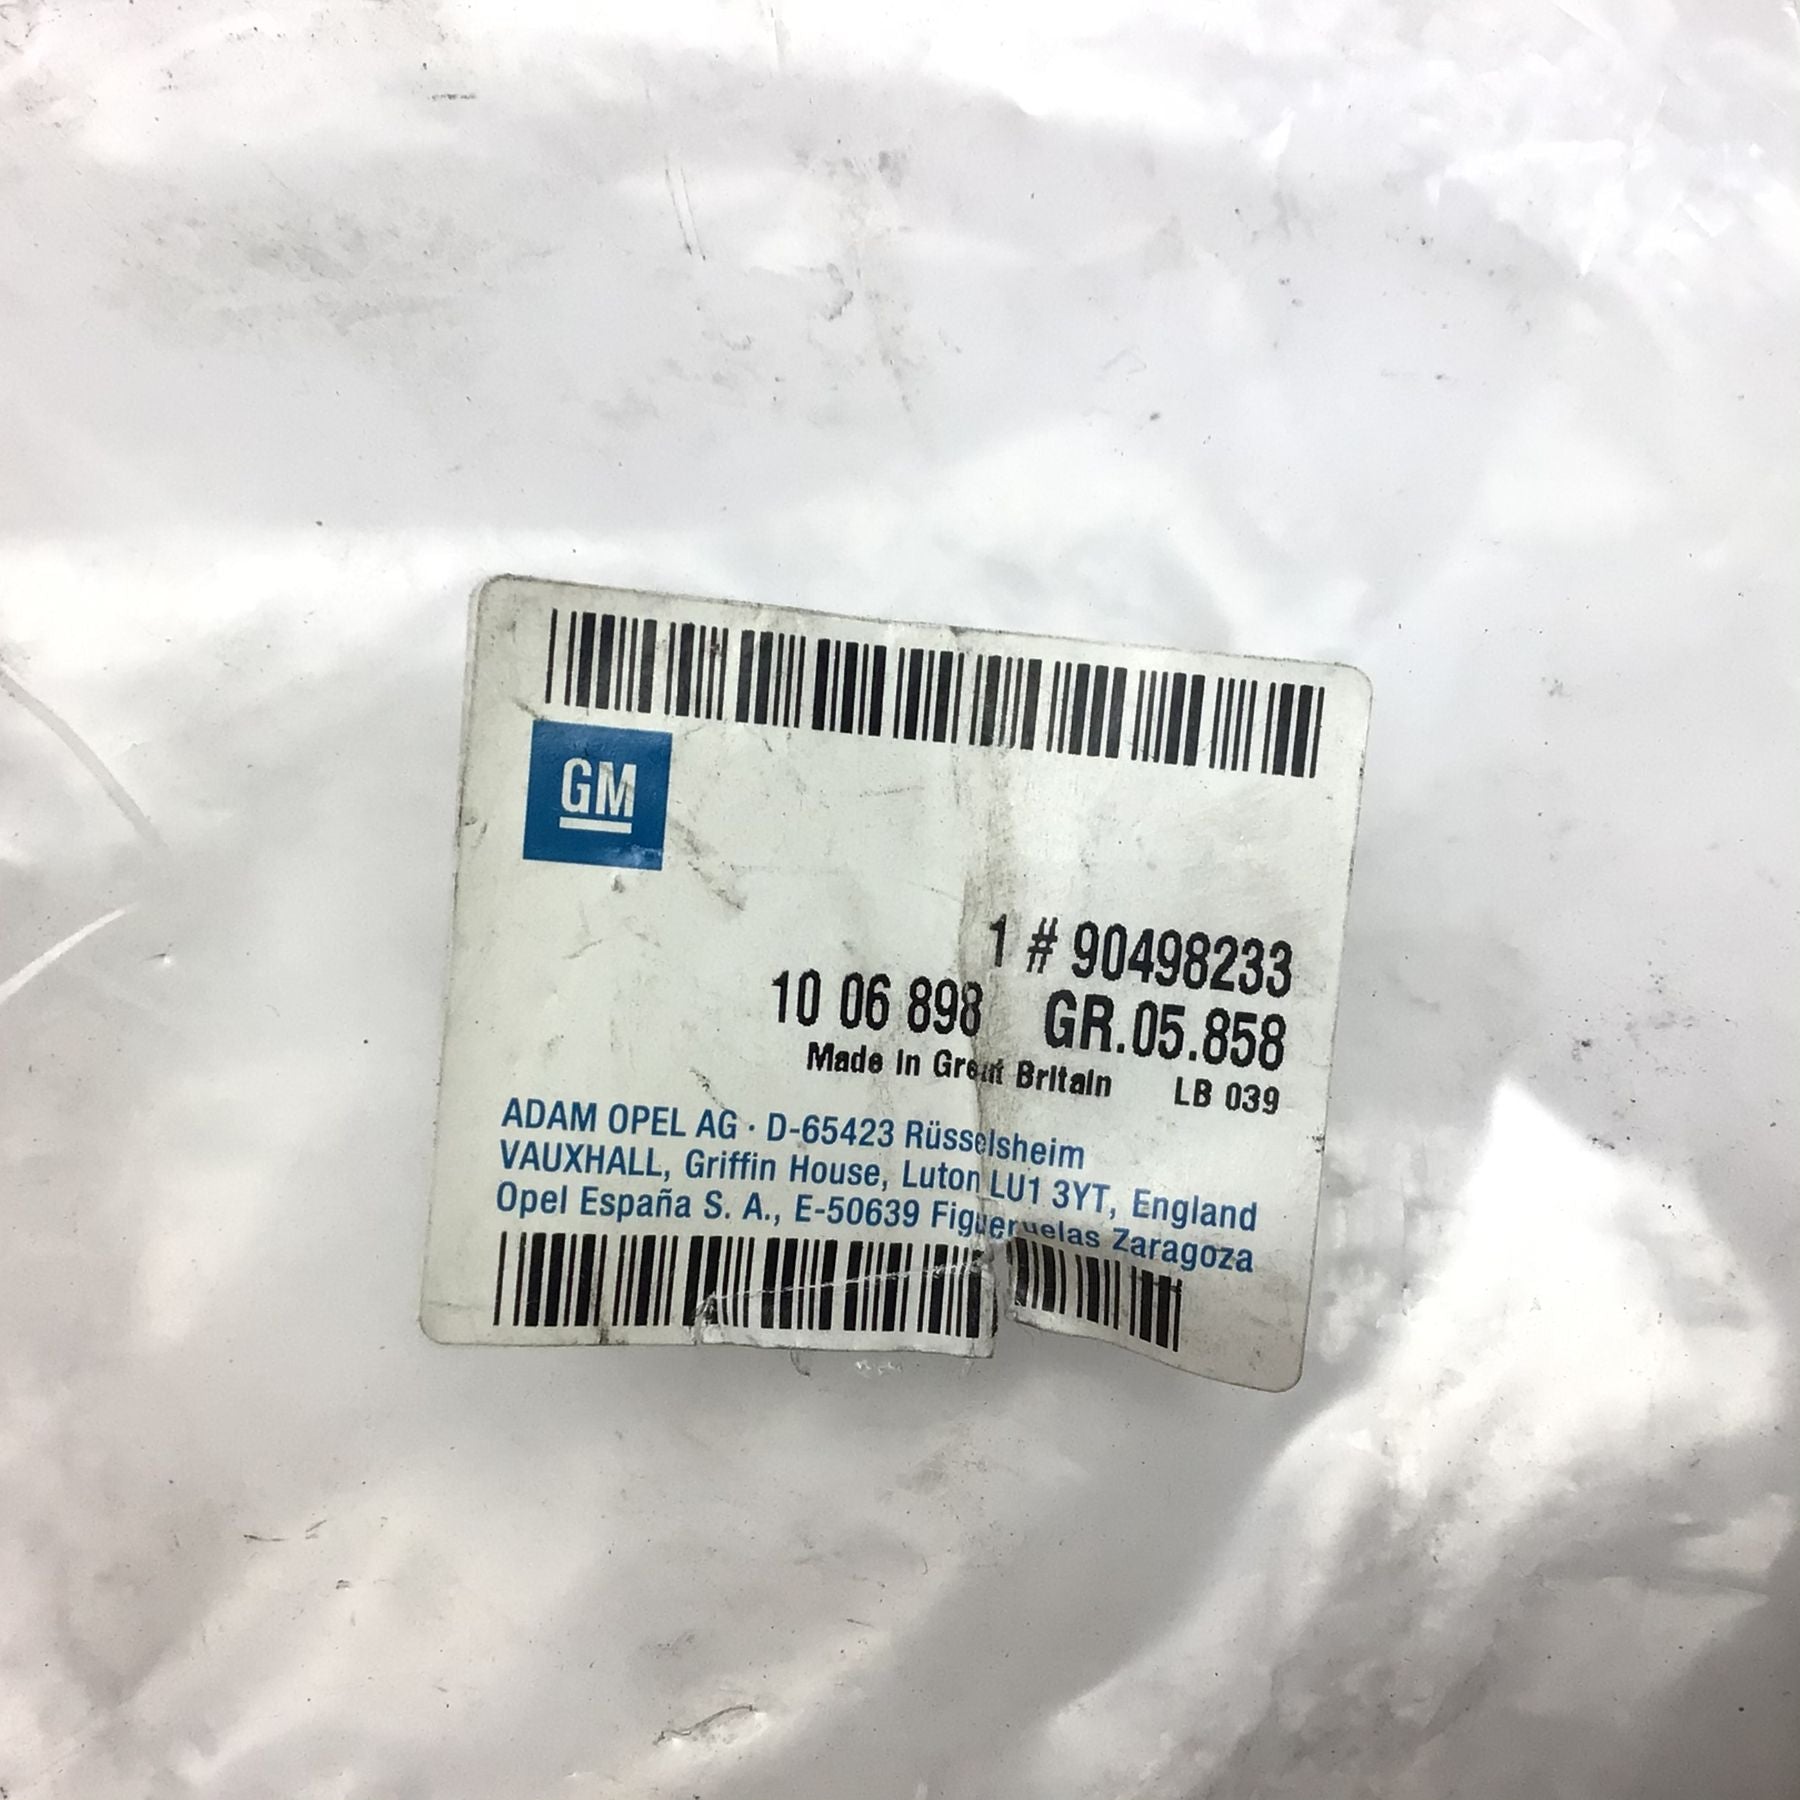 GM
1 # 90498233
10 06 898 GR.05.858
Made in Great Britain LB 039
ADAM OPEL AG · D-65423 Rüsselsheim
VAUXHALL, Griffin House, Luton LU1 3YT, England
Opel España S. A., E-50639 Figueruelas Zaragoza